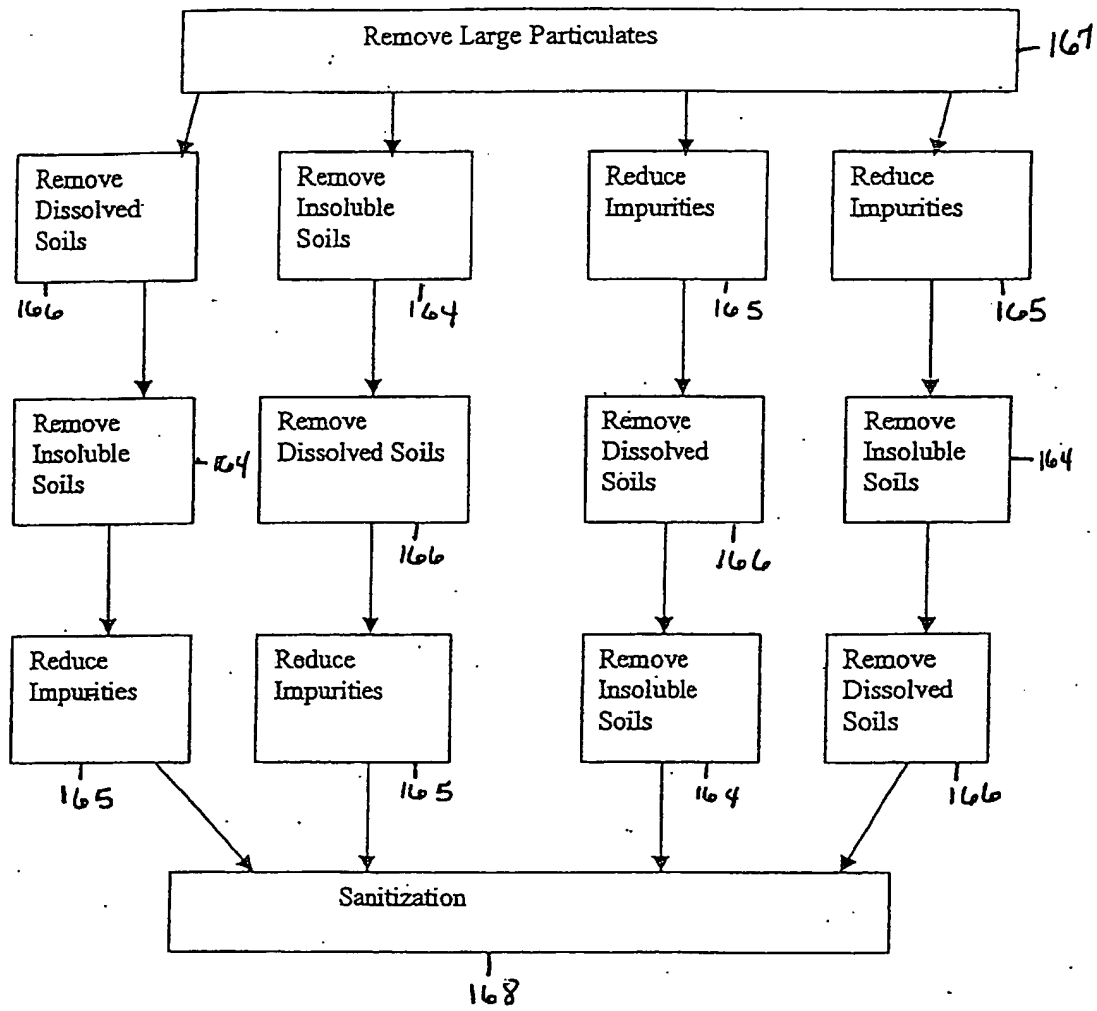 Remove Large Particulates
167
Remove
Dissolved
Soils
166
Remove
Insoluble
Soils
164
Reduce
Impurities
165
Reduce
Impurities
165
Remove
Insoluble
Soils
164
Remove
Dissolved Soils
166
Remove
Dissolved
Soils
166
Remove
Insoluble
Soils
164
Reduce
Impurities
165
Reduce
Impurities
165
Remove
Insoluble
Soils
164
Remove
Dissolved
Soils
166
Sanitization
168